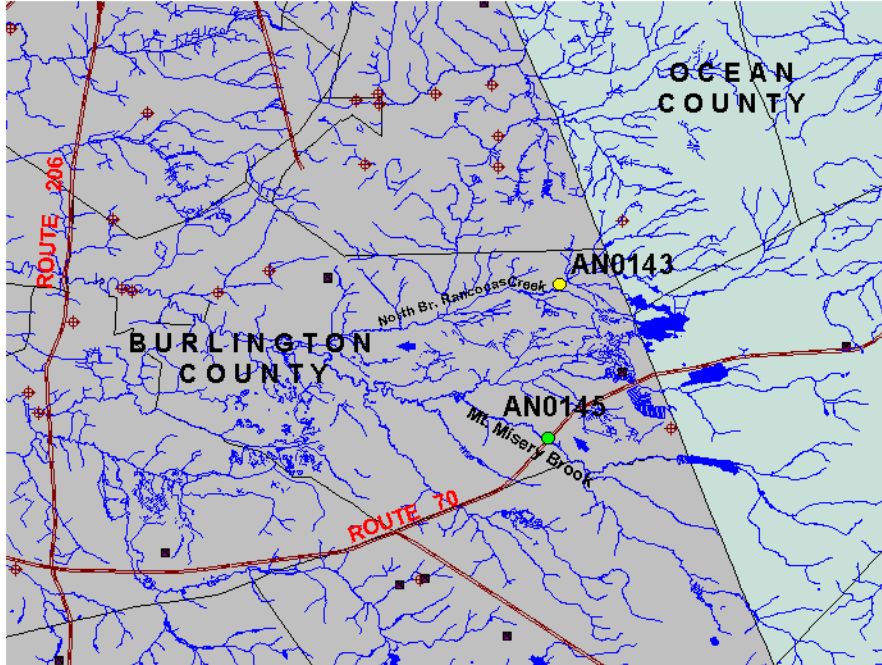 OCEAN
COUNTY
ROUTE 206
AN0143
North Br. Rancocas Creek
BURLINGTON
COUNTY
AN0145
Mt. Misery Brook
ROUTE 70